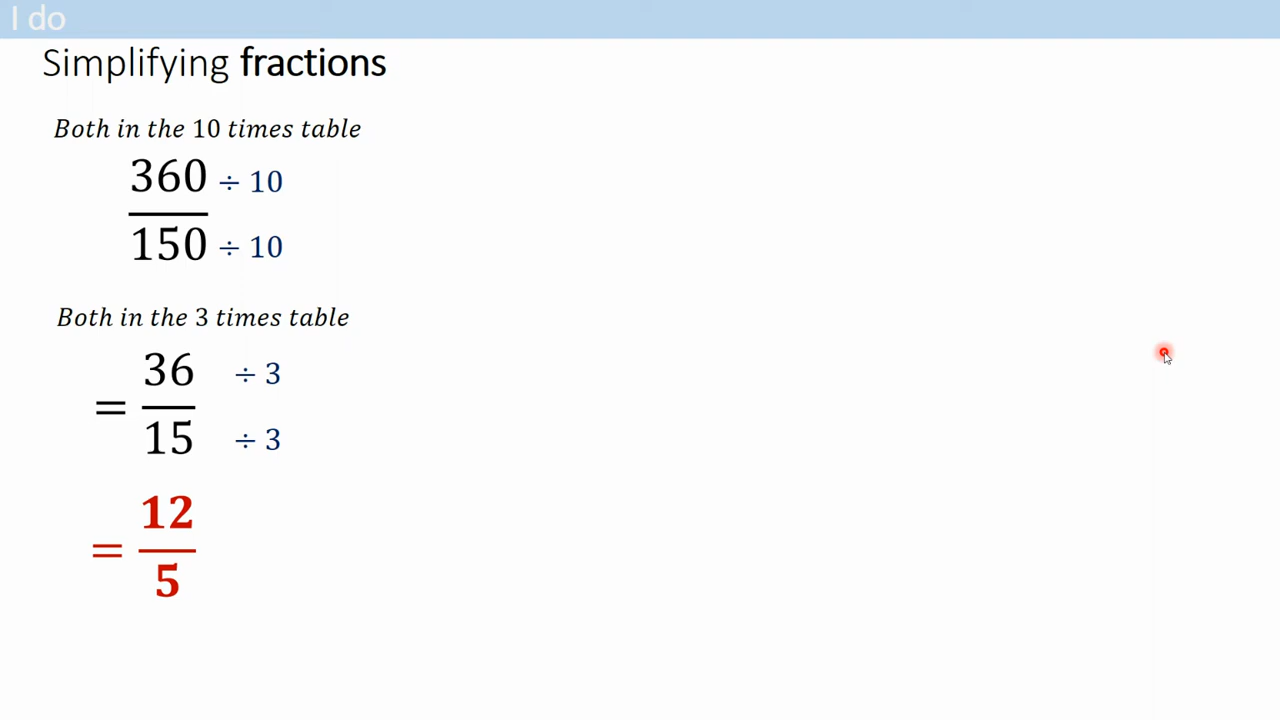 I do
Simplifying fractions
Both in the 10 times table
360 ÷ 10
150 ÷ 10
Both in the 3 times table
36 ÷ 3
=
15 ÷ 3
12
=
5